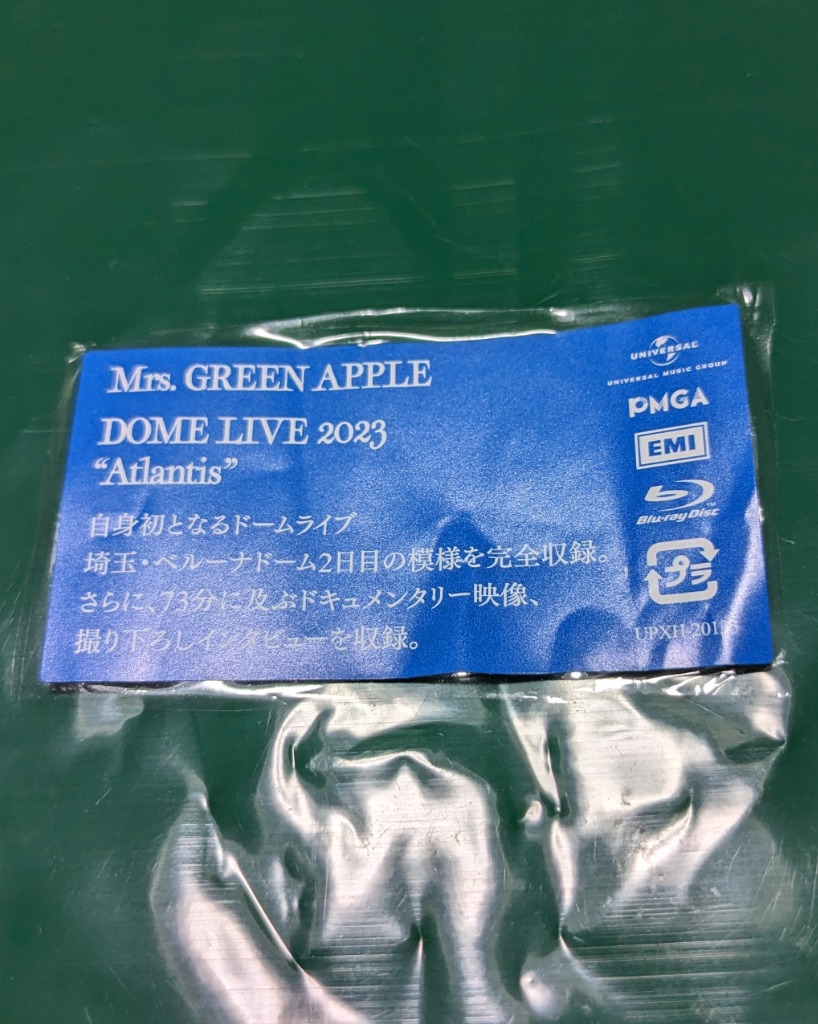 Mrs. GREEN APPLE
DOME LIVE 2023
“Atlantis”
自身初となるドームライブ
埼玉・ベルーナドーム2日目の模様を完全収録。
さらに、73分に及ぶドキュメンタリー映像、
撮り下ろしインタビューを収録。
UNIVERSAL
UNIVERSAL MUSIC GROUP
PMGA
EMI
Blu-ray Disc™
プラ